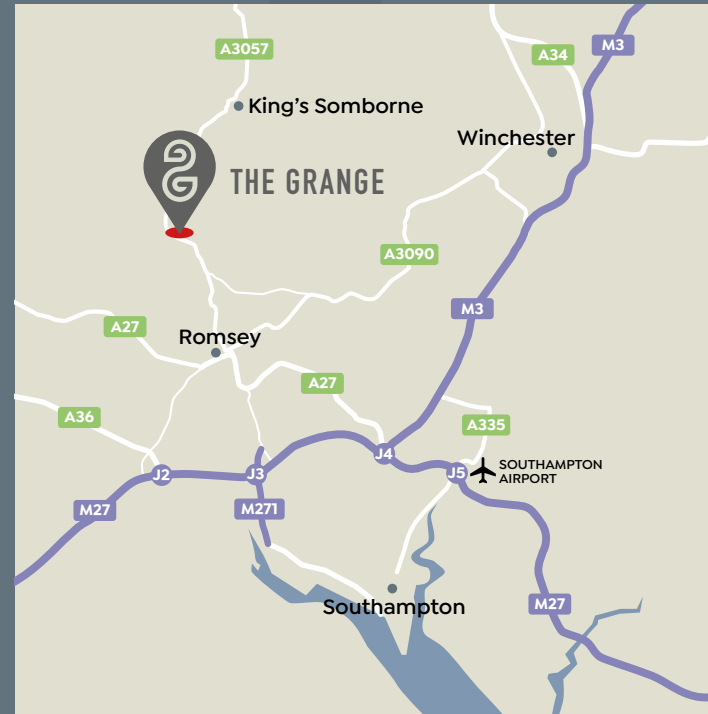 A3057
M3
A34
King's Somborne
Winchester
THE GRANGE
A3090
M3
A27
Romsey
A27
A36
A335
J4
J2
J3
J5
SOUTHAMPTON
AIRPORT
M27
M271
Southampton
M27